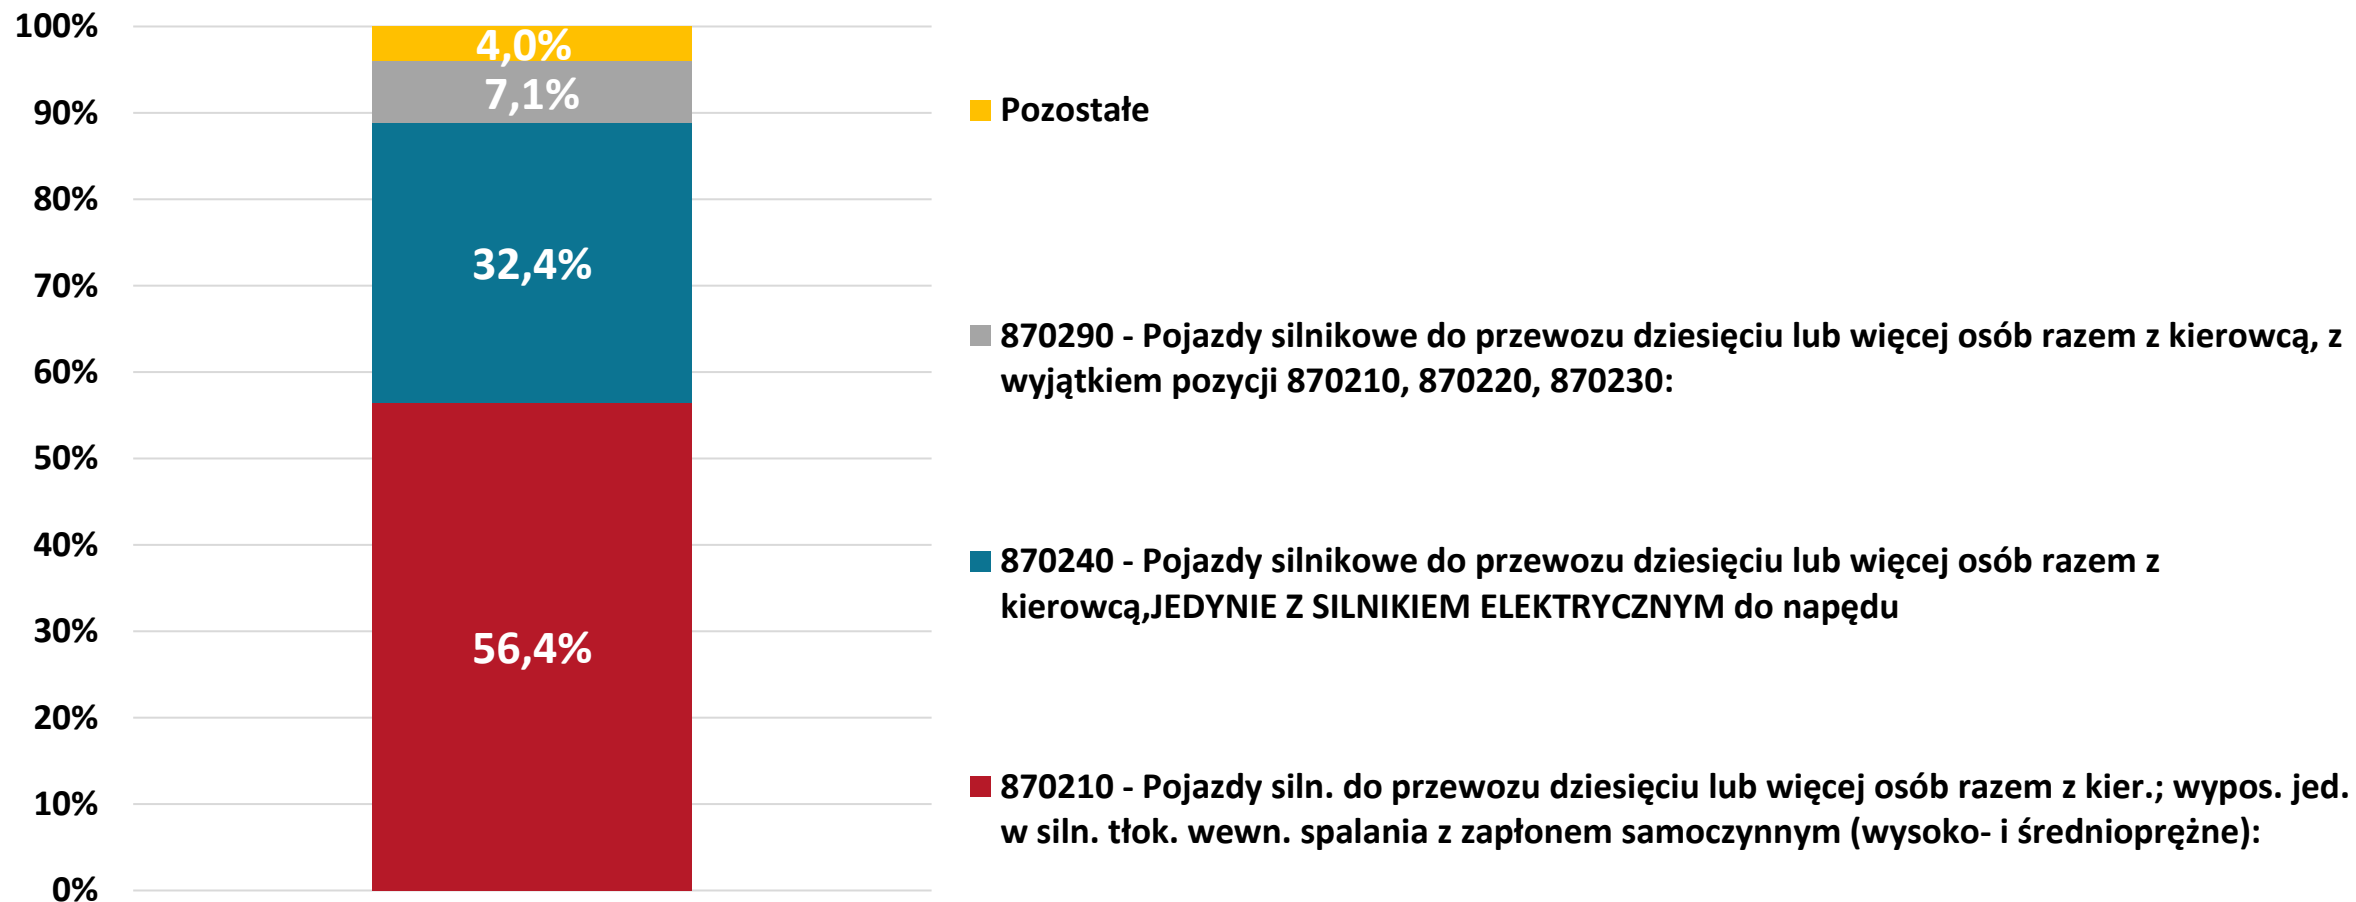 100%
90%
80%
70%
60%
50%
40%
30%
20%
10%
0%
4,0%
7,1%
32,4%
56,4%
Pozostałe
870290 - Pojazdy silnikowe do przewozu dziesięciu lub więcej osób razem z kierowcą, z
wyjątkiem pozycji 870210, 870220, 870230:
870240 - Pojazdy silnikowe do przewozu dziesięciu lub więcej osób razem z
kierowcą,JEDYNIE Z SILNIKIEM ELEKTRYCZNYM do napędu
870210 - Pojazdy siln. do przewozu dziesięciu lub więcej osób razem z kier.; wypos. jed.
w siln. tłok. wewn. spalania z zapłonem samoczynnym (wysoko- i średnioprężne):